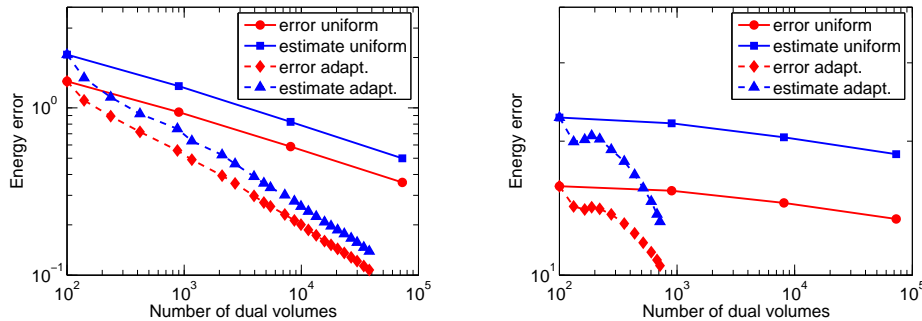 error uniform
estimate uniform
error adapt.
estimate adapt.
10^0
10^−1
Energy error
10^2
10^3
10^4
10^5
Number of dual volumes
error uniform
estimate uniform
error adapt.
estimate adapt.
10^1
Energy error
10^2
10^3
10^4
10^5
Number of dual volumes